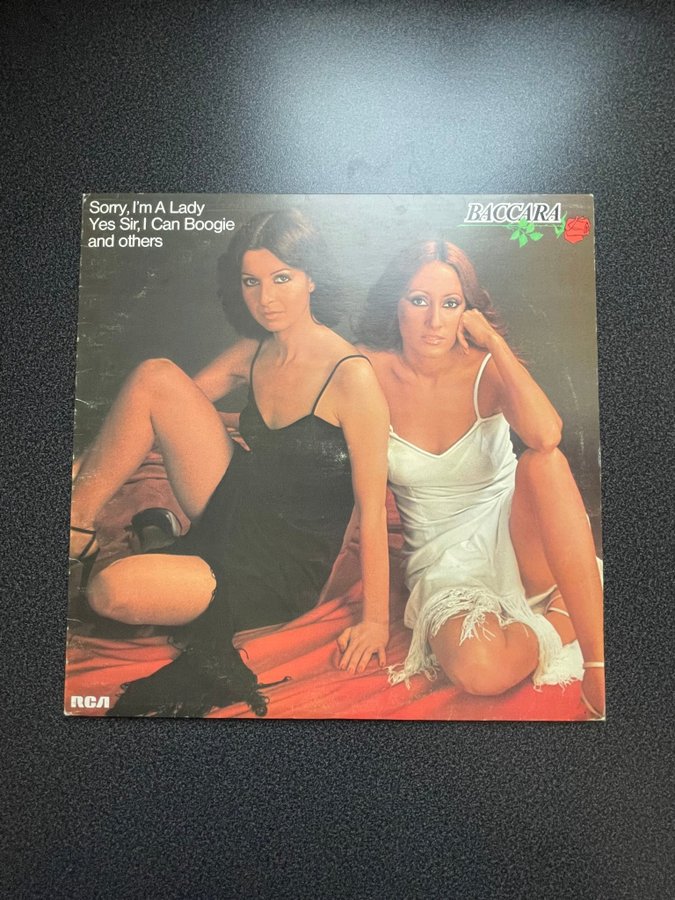 Sorry, I'm A Lady
Yes Sir, I Can Boogie
and others
BACCARA
RCA